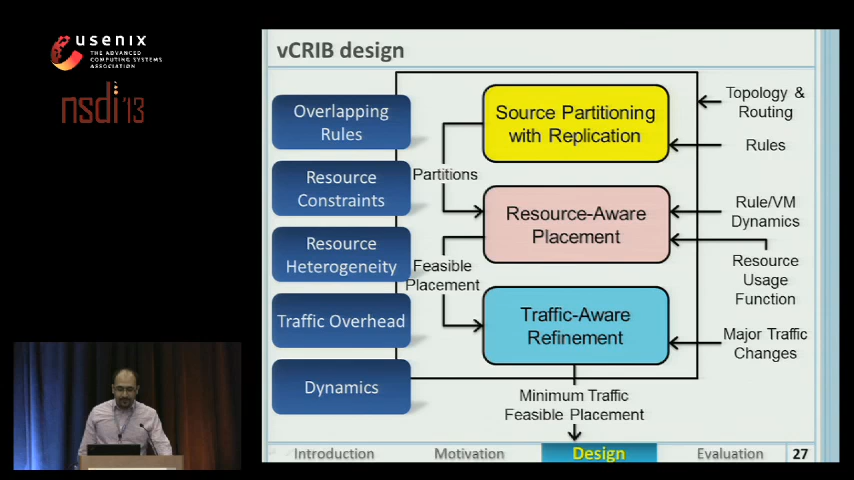 usenix
THE ADVANCED
COMPUTING SYSTEMS
ASSOCIATION
nsdi '13
vCRIB design
Overlapping
Rules
Resource
Constraints
Resource
Heterogeneity
Traffic Overhead
Dynamics
Source Partitioning
with Replication
Partitions
Resource-Aware
Placement
Feasible
Placement
Traffic-Aware
Refinement
Minimum Traffic
Feasible Placement
Topology &
Routing
Rules
Rule/VM
Dynamics
Resource
Usage
Function
Major Traffic
Changes
Introduction
Motivation
Design
Evaluation
27